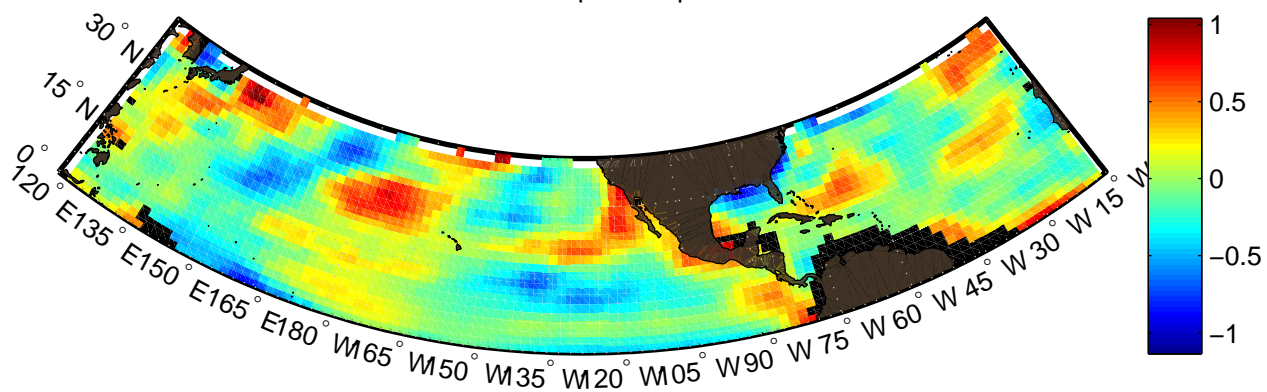 30° N
15° N
0°
120° E
135° E
150° E
165° E
180° W
165° W
150° W
135° W
120° W
105° W
90° W
75° W
60° W
45° W
30° W
15° W
1
0.5
0
−0.5
−1